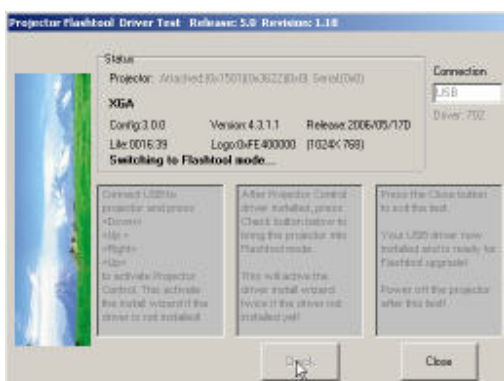 Projector Flashtool Driver Test Release: 5.0 Revision: 1.18
Status
Projector: Attached
XGA
Config:3.0.0 Version: 4.3.1.1 Release: 2006/05/17D
Life: 0016:39 Logo:0xFE400000 (1024X 768)
Switching to Flashtool mode...
Connection
USB
Driver: 792
Connect USB to
projector and press
<Down>
<Up>
<Right>
<Up>
to activate Projector
Control. This activate
the install wizard if the
driver is not installed!
After Projector Control
driver installed, press
Check button below to
bring the projector into
Flashtool mode.
This will active the
driver install wizard
twice if the driver not
installed yet!
Press the Close button
to exit this test.
Your USB driver now
installed and is ready for
Flashtool upgrade!
Power off the projector
after this test!
Check
Close